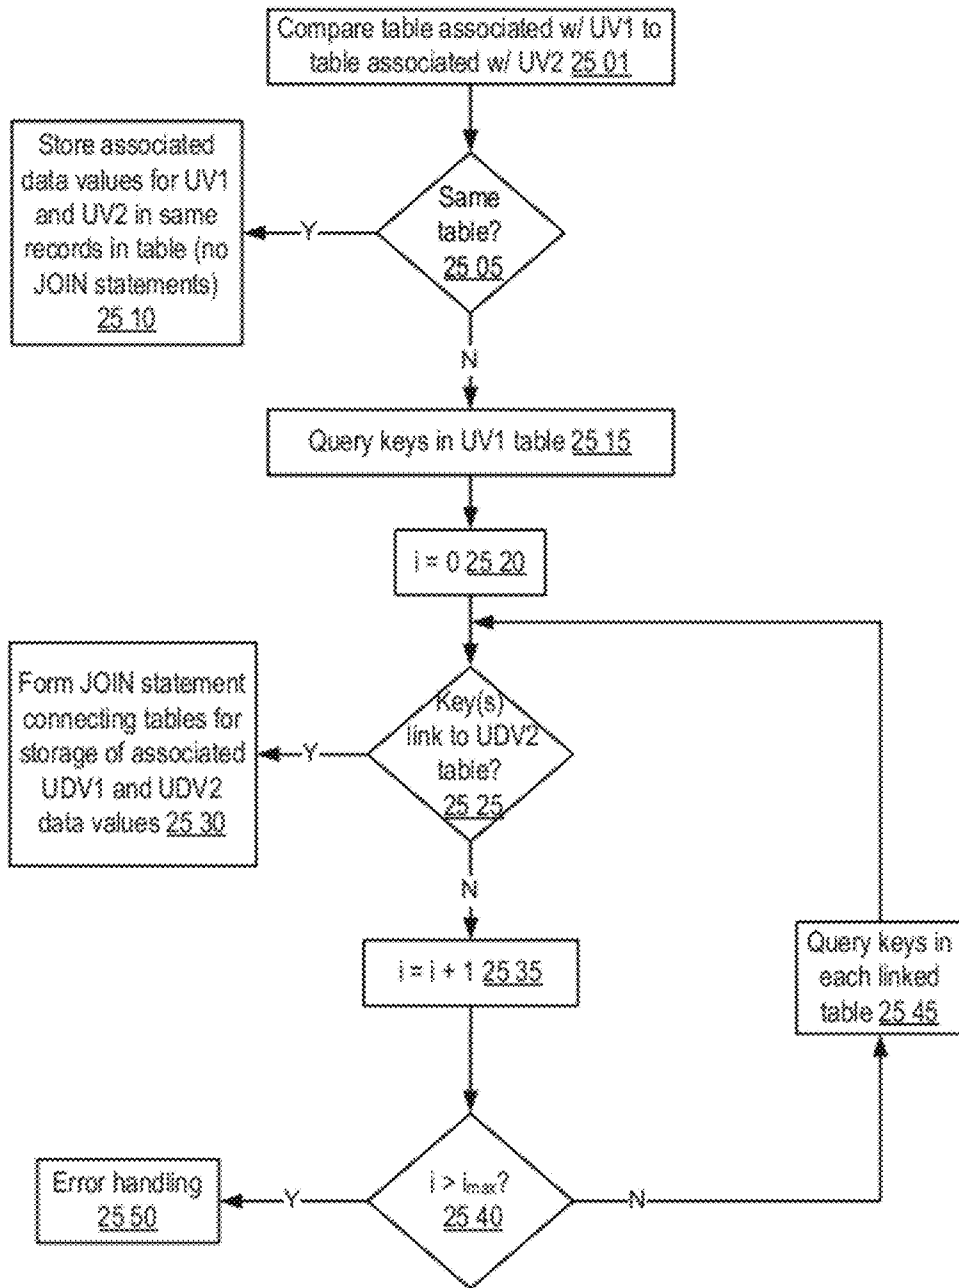 Compare table associated w/ UV1 to
table associated w/ UV2 25.01
Store associated
data values for UV1
and UV2 in same
records in table (no
JOIN statements)
25.10
Y
Same
table?
25.05
N
Query keys in UV1 table 25.15
i = 0 25.20
Form JOIN statement
connecting tables for
storage of associated
UDV1 and UDV2
data values 25.30
Y
Key(s)
link to UDV2
table?
25.25
N
i = i + 1 25.35
Query keys in
each linked
table 25.45
Error handling
25.50
Y
i > imax?
25.40
N